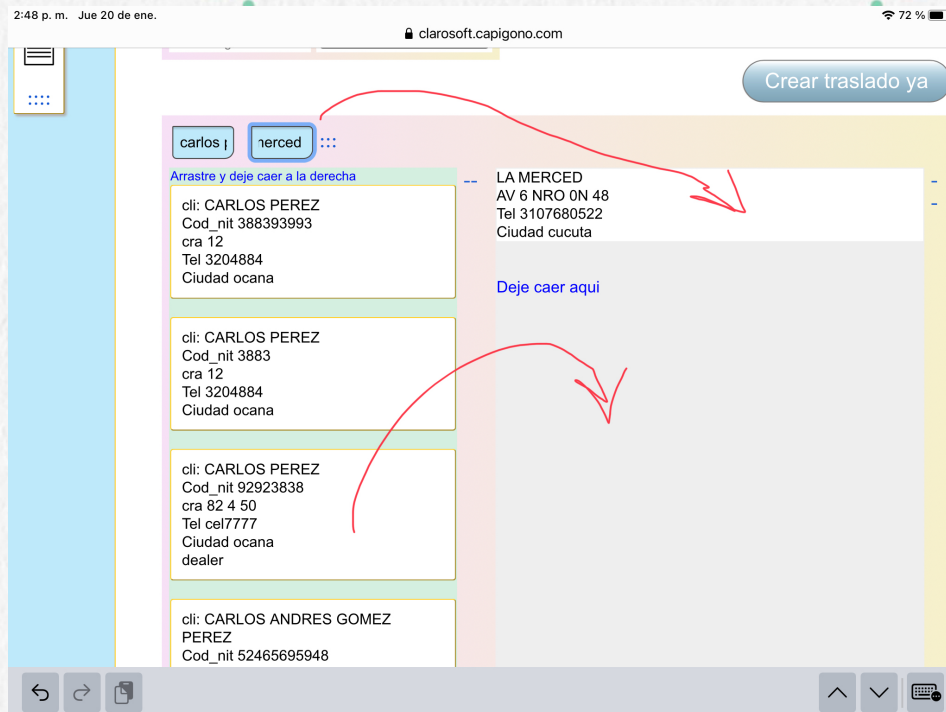 2:48 p. m. Jue 20 de ene.
72 %
clarosoft.capigono.com
Crear traslado ya
carlos
nerced
Arrastre y deje caer a la derecha
cli: CARLOS PEREZ
Cod_nit 388393993
cra 12
Tel 3204884
Ciudad ocana
cli: CARLOS PEREZ
Cod_nit 3883
cra 12
Tel 3204884
Ciudad ocana
cli: CARLOS PEREZ
Cod_nit 92923838
cra 82 4 50
Tel cel7777
Ciudad ocana
dealer
cli: CARLOS ANDRES GOMEZ
PEREZ
Cod_nit 52465695948
--
LA MERCED
AV 6 NRO 0N 48
Tel 3107680522
Ciudad cucuta
Deje caer aqui